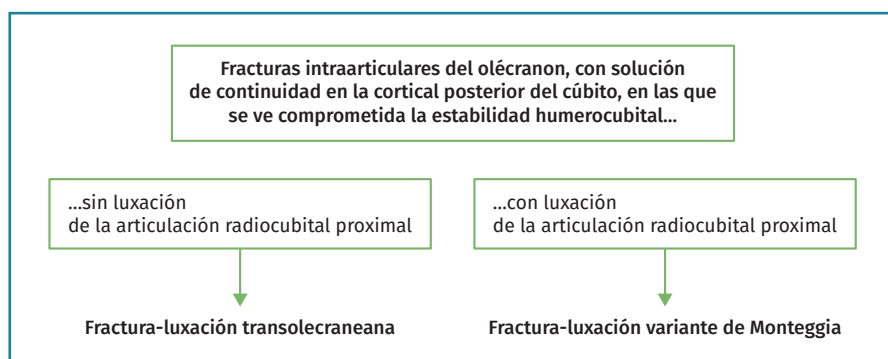 Fracturas intraarticulares del olécranon, con solución
de continuidad en la cortical posterior del cúbito, en las que
se ve comprometida la estabilidad humerocubital...
...sin luxación
de la articulación radiocubital proximal
...con luxación
de la articulación radiocubital proximal
Fractura-luxación transolecraneana
Fractura-luxación variante de Monteggia